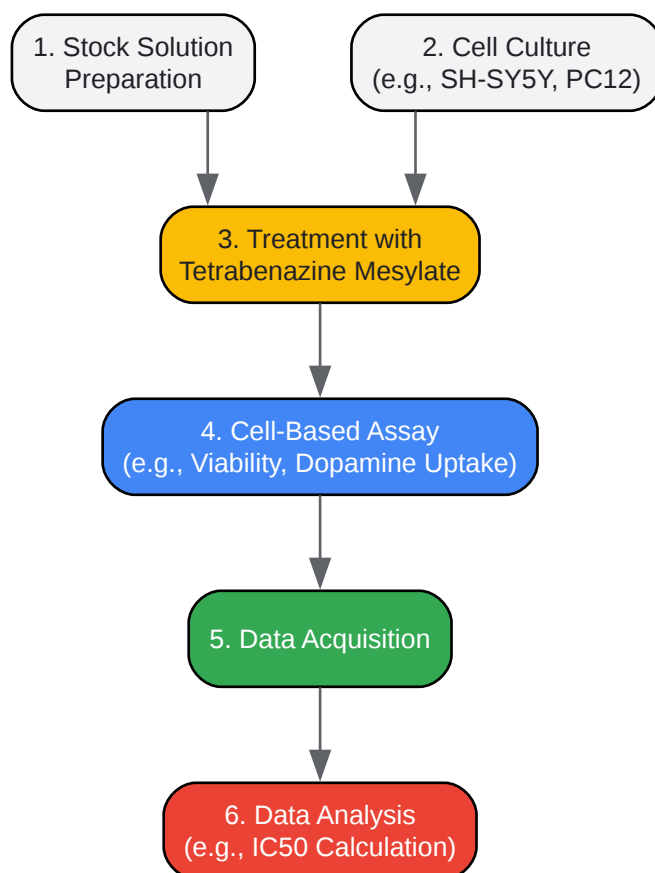 1. Stock Solution
Preparation
2. Cell Culture
(e.g., SH-SY5Y, PC12)
3. Treatment with
Tetrabenazine Mesylate
4. Cell-Based Assay
(e.g., Viability, Dopamine Uptake)
5. Data Acquisition
6. Data Analysis
(e.g., IC50 Calculation)